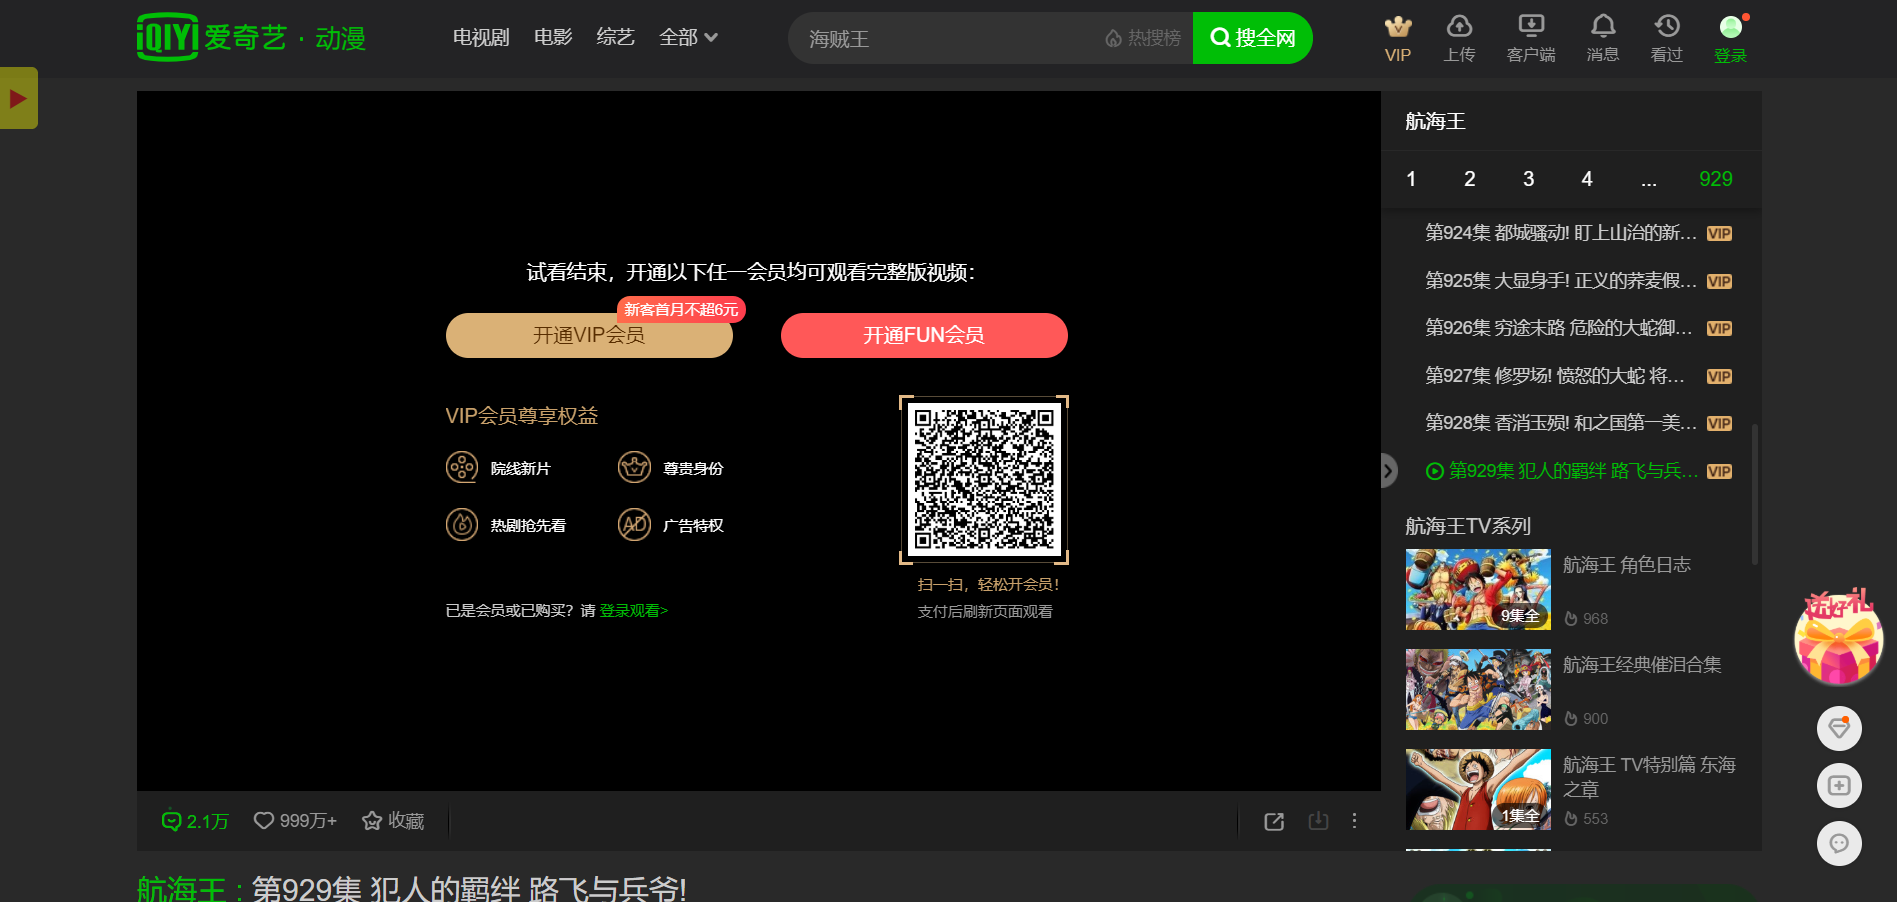 iQIYI 爱奇艺 · 动漫
电视剧 电影 综艺 全部
海贼王 热搜榜 搜全网
VIP 上传 客户端 消息 看过 登录
试看结束，开通以下任一会员均可观看完整版视频：
新客首月不超6元
开通VIP会员 开通FUN会员
VIP会员尊享权益
院线新片 尊贵身份
热剧抢先看 AD 广告特权
扫一扫，轻松开会员！
已是会员或已购买？请 登录观看>
支付后刷新页面观看
航海王
1 2 3 4 ... 929
第924集 都城骚动! 盯上山治的新... VIP
第925集 大显身手! 正义的荞麦假... VIP
第926集 穷途末路 危险的大蛇御... VIP
第927集 修罗场! 愤怒的大蛇 将... VIP
第928集 香消玉殒! 和之国第一美... VIP
第929集 犯人的羁绊 路飞与兵... VIP
航海王TV系列
航海王 角色日志
9集全
968
航海王经典催泪合集
900
航海王 TV特别篇 东海
之章
1集全
553
送好礼
2.1万 999万+ 收藏
航海王 : 第929集 犯人的羁绊 路飞与兵爷!